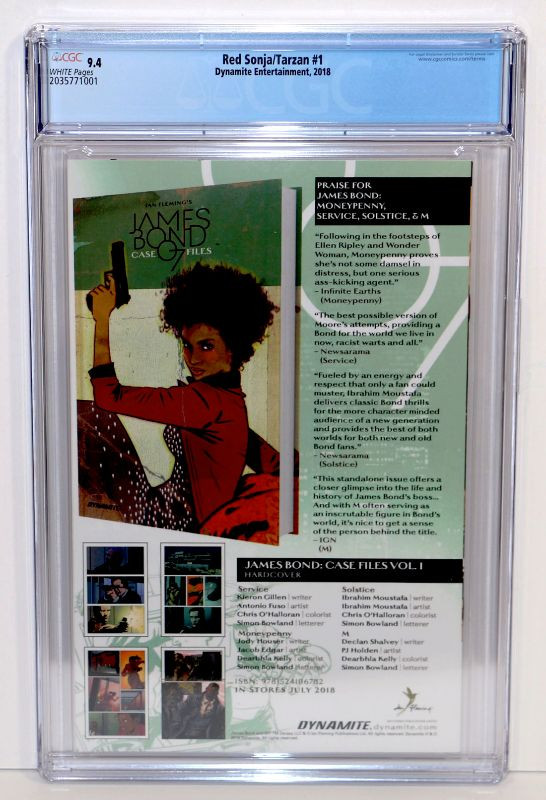 CGC 9.4
WHITE Pages
2035771001
Red Sonja/Tarzan #1
Dynamite Entertainment, 2018
www.cgccomics.com/terms
CGC
IAN FLEMING'S
JAMES
BOND
CASE FILES
007
DYNAMITE
PRAISE FOR
JAMES BOND:
MONEYPENNY,
SERVICE, SOLSTICE, & M
“Following in the footsteps of
Ellen Ripley and Wonder
Woman, Moneypenny proves
she's not some damsel in
distress, but one serious
ass-kicking agent.”
– Infinite Earths
(Moneypenny)
“The best possible version of
Moore's attempts, providing a
Bond for the world we live in
now, racist warts and all.”
– Newsarama
(Service)
“Fueled by an energy and
respect that only a fan could
muster, Ibrahim Moustafa
delivers classic Bond thrills
for the more character minded
audience of a new generation
and provides the best of both
worlds for both new and old
Bond fans.”
– Newsarama
(Solstice)
“This standalone issue offers a
closer glimpse into the life and
history of James Bond's boss...
And with M often serving as
an inscrutable figure in Bond's
world, it's nice to get a sense
of the person behind the title.
– IGN
(M)
JAMES BOND: CASE FILES VOL. 1
HARDCOVER
Service
Kieron Gillen | writer
Antonio Fuso | artist
Chris O'Halloran | colorist
Simon Bowland | letterer
Moneypenny
Jody Houser | writer
Jacob Edgar | artist
Dearbhla Kelly | colorist
Simon Bowland | letterer
Solstice
Ibrahim Moustafa | writer
Ibrahim Moustafa | artist
Chris O'Halloran | colorist
Simon Bowland | letterer
M
Declan Shalvey | writer
PJ Holden | artist
Dearbhla Kelly | colorist
Simon Bowland | letterer
ISBN: 9781524106782
IN STORES JULY 2018
Ian Fleming
DYNAMITE. dynamite.com